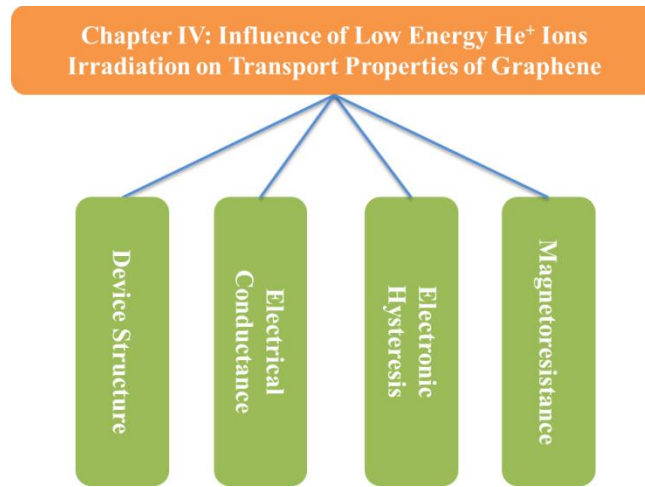 Chapter IV: Influence of Low Energy He⁺ Ions
Irradiation on Transport Properties of Graphene
Device Structure
Electrical
Conductance
Electronic
Hysteresis
Magnetoresistance